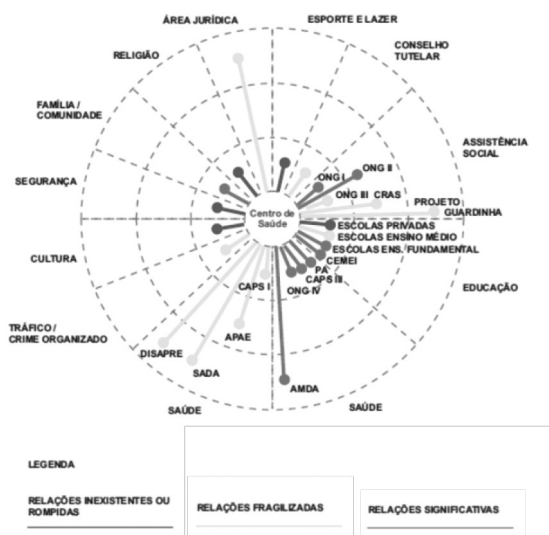 ÁREA JURÍDICA
ESPORTE E LAZER
RELIGIÃO
CONSELHO
TUTELAR
FAMÍLIA /
COMUNIDADE
ASSISTÊNCIA
SOCIAL
ONG II
ONG I
SEGURANÇA
ONG III CRAS
PROJETO
GUARDINHA
Centro de
Saúde
ESCOLAS PRIVADAS
ESCOLAS ENSINO MÉDIO
ESCOLAS ENS. FUNDAMENTAL
CULTURA
CEMEI
PA
CAPS III
CAPS I
ONG IV
EDUCAÇÃO
TRÁFICO /
CRIME ORGANIZADO
APAE
DISAPRE
SADA
AMDA
SAÚDE
SAÚDE
LEGENDA
RELAÇÕES INEXISTENTES OU
ROMPIDAS
RELAÇÕES FRAGILIZADAS
RELAÇÕES SIGNIFICATIVAS